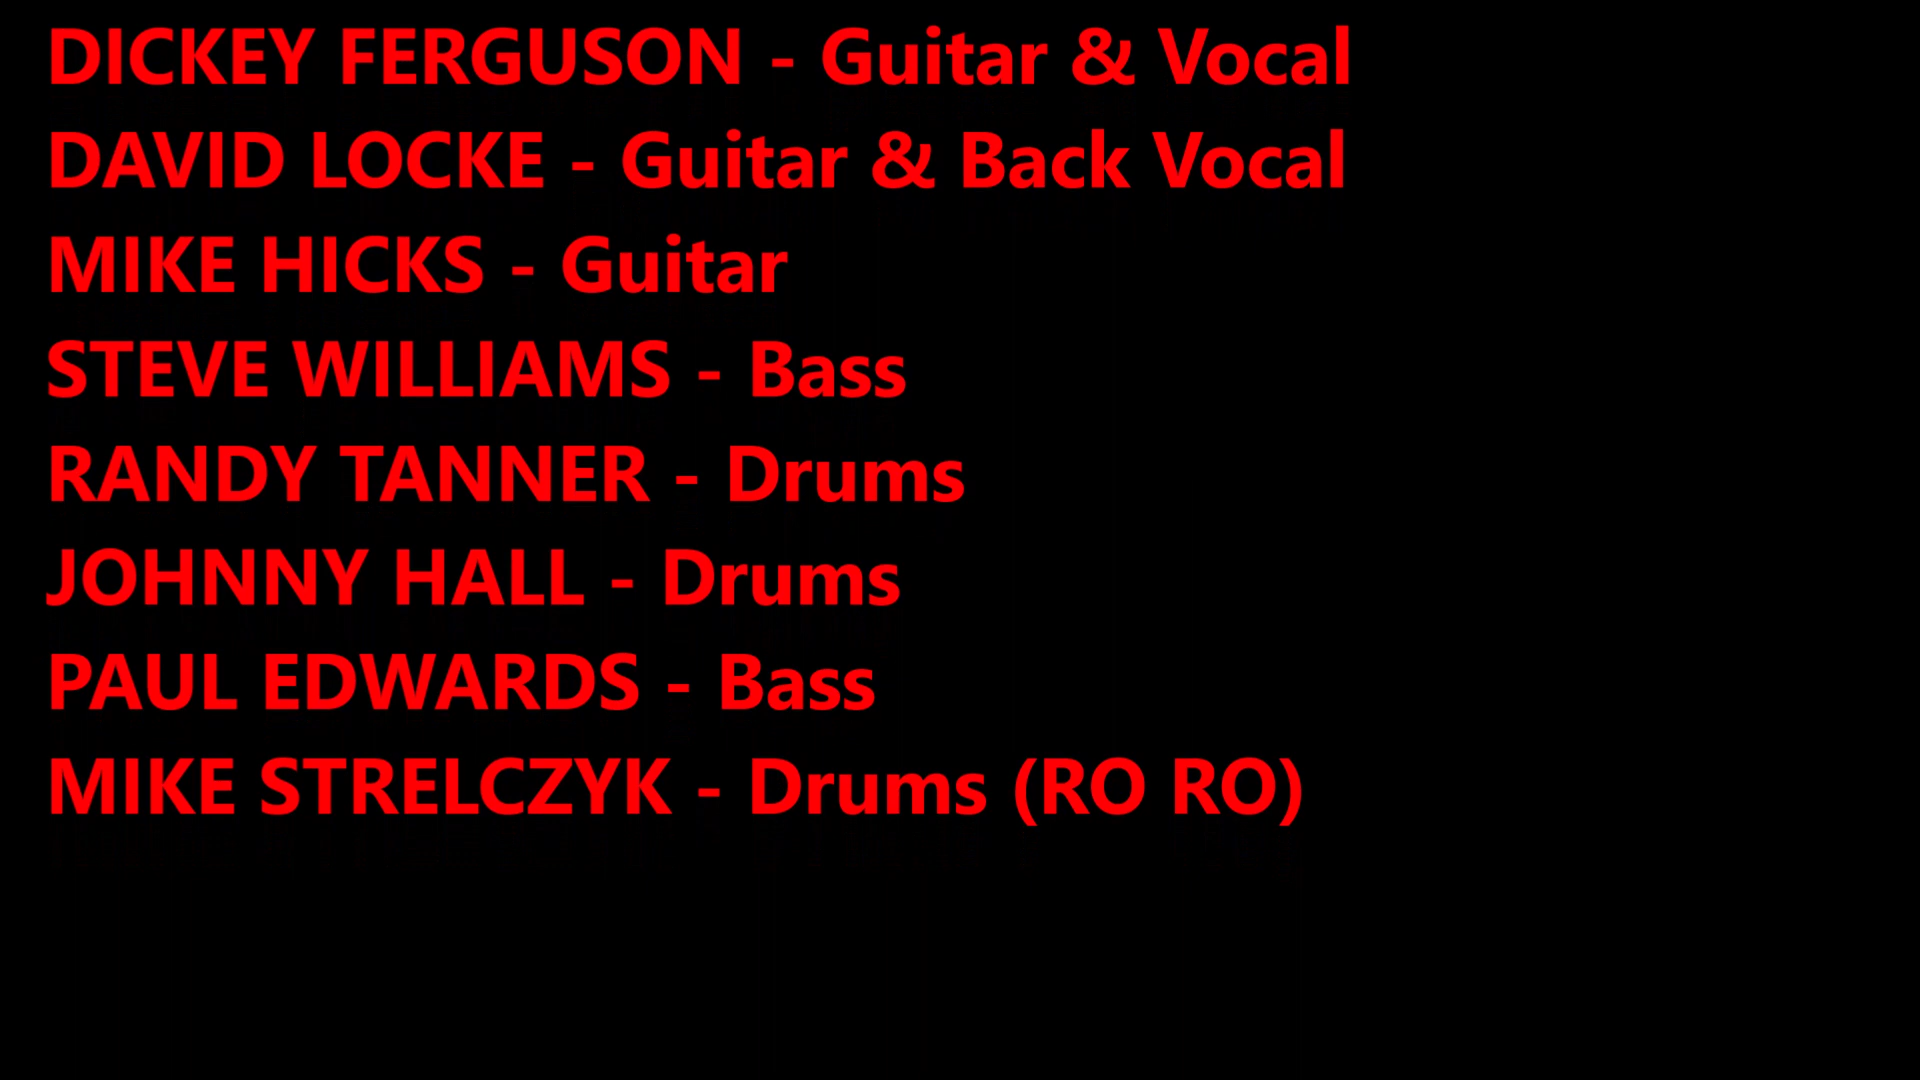 DICKEY FERGUSON - Guitar & Vocal
DAVID LOCKE - Guitar & Back Vocal
MIKE HICKS - Guitar
STEVE WILLIAMS - Bass
RANDY TANNER - Drums
JOHNNY HALL - Drums
PAUL EDWARDS - Bass
MIKE STRELCZYK - Drums (RO RO)